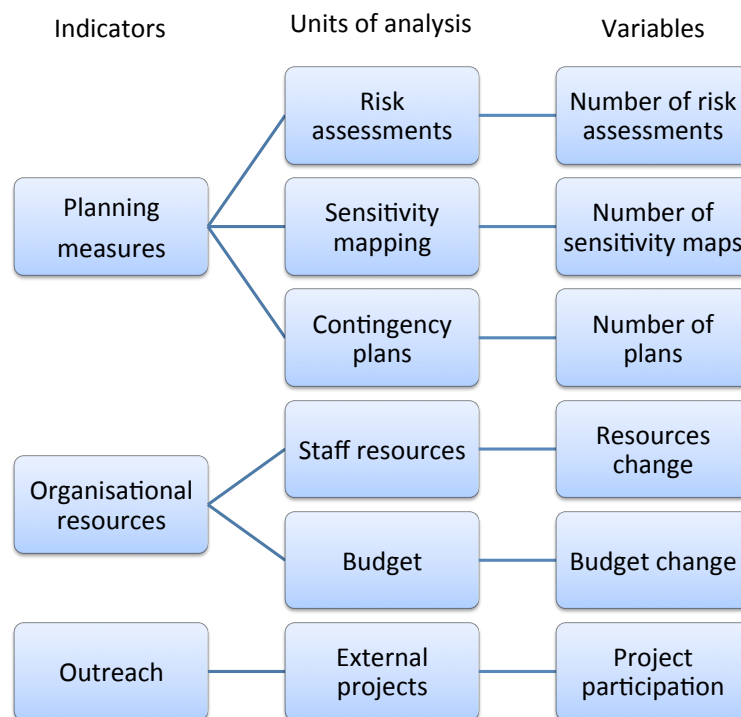 Indicators
Units of analysis
Variables
Risk
assessments
Number of risk
assessments
Planning
measures
Sensitivity
mapping
Number of
sensitivity maps
Contingency
plans
Number of
plans
Organisational
resources
Staff resources
Resources
change
Budget
Budget change
Outreach
External
projects
Project
participation